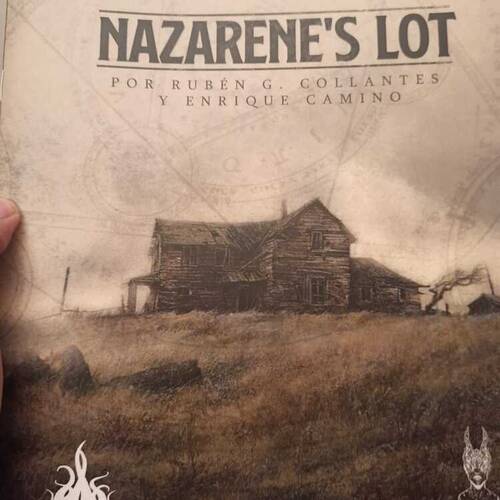 NAZARENE'S LOT
POR RUBÉN G. COLLANTES
Y ENRIQUE CAMINO